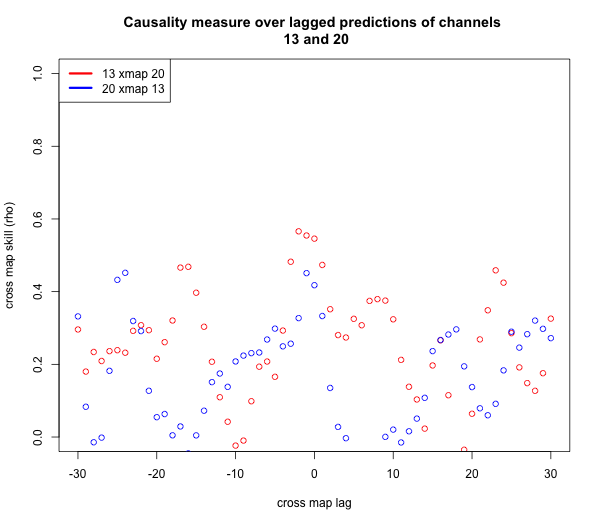 Causality measure over lagged predictions of channels
13 and 20
13 xmap 20
20 xmap 13
cross map skill (rho)
1.0
0.8
0.6
0.4
0.2
0.0
-30 -20 -10 0 10 20 30
cross map lag